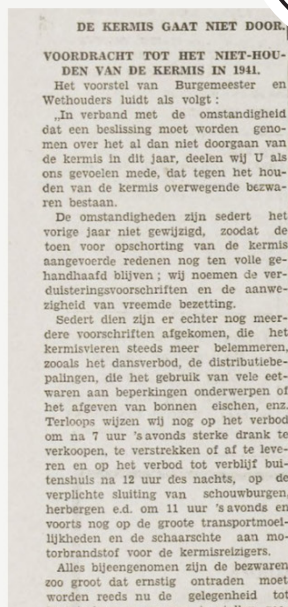 DE KERMIS GAAT NIET DOOR.
VOORDRACHT TOT HET NIET-HOU-
DEN VAN DE KERMIS IN 1941.
Het voorstel van Burgemeester en
Wethouders luidt als volgt :
„In verband met de omstandigheid
dat een beslissing moet worden geno-
men over het al dan niet doorgaan van
de kermis in dit jaar, deelen wij U als
ons gevoelen mede, dat tegen het hou-
den van de kermis overwegende bezwa-
ren bestaan.
De omstandigheden zijn sedert het
vorige jaar niet gewijzigd, zoodat de
toen voor opschorting van de kermis
aangevoerde redenen nog ten volle ge-
handhaafd blijven ; wij noemen de ver-
duisteringsvoorschriften en de aanwe-
zigheid van vreemde bezetting.
Sedert dien zijn er echter nog meer-
dere voorschriften afgekomen, die het
kermisvieren steeds meer belemmeren,
zooals het dansverbod, de distributiebe-
palingen, die het gebruik van vele eet-
waren aan beperkingen onderwerpen of
het afgeven van bonnen eischen, enz.
Terloops wijzen wij nog op het verbod
om na 7 uur 's avonds sterke drank te
verkoopen, te verstrekken of af te leve-
ren en op het verbod tot verblijf bui-
tenshuis na 12 uur des nachts, op de
verplichte sluiting van schouwburgen,
herbergen e.d. om 11 uur 's avonds en
voorts nog op de groote transportmoei-
lijkheden en de schaarschte aan mo-
torbrandstof voor de kermisreizigers.
Alles bijeengenomen zijn de bezwaren
zoo groot dat ernstig ontraden moet
worden reeds nu de gelegenheid tot